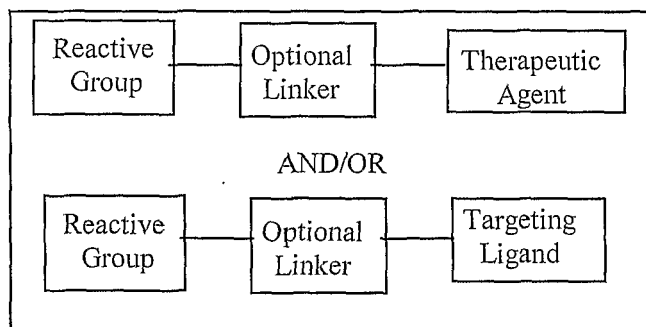 Reactive Group
Optional Linker
Therapeutic Agent
AND/OR
Reactive Group
Optional Linker
Targeting Ligand